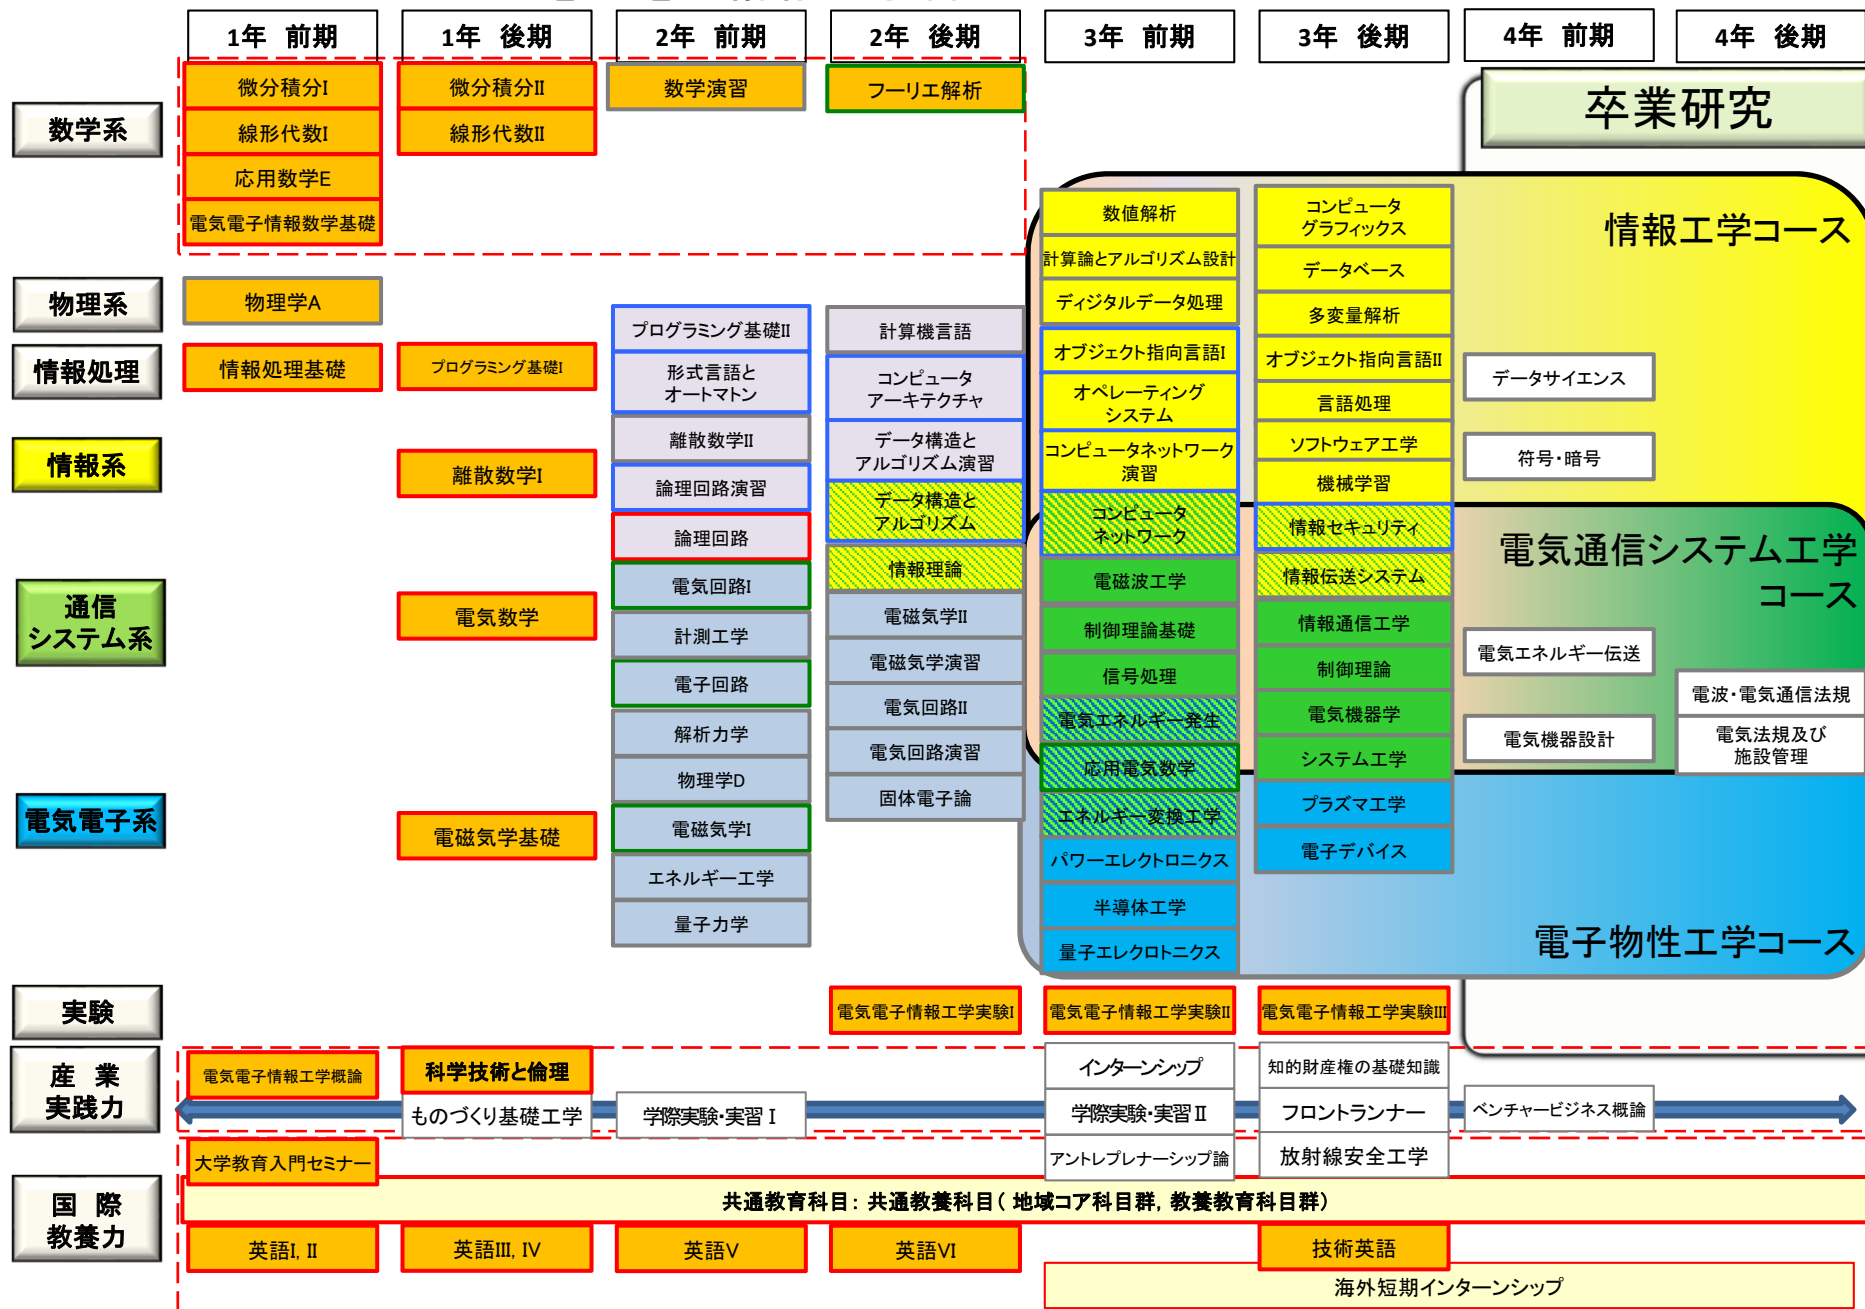 1年 前期
1年 後期
2年 前期
2年 後期
3年 前期
3年 後期
4年 前期
4年 後期
数学系
微分積分I
線形代数I
応用数学E
電気電子情報数学基礎
微分積分II
線形代数II
数学演習
フーリエ解析
卒業研究
情報工学コース
電気通信システム工学
コース
電子物性工学コース
物理系
物理学A
情報処理
情報処理基礎
プログラミング基礎I
情報系
離散数学I
通信
システム系
電気数学
電気電子系
電磁気学基礎
プログラミング基礎II
形式言語と
オートマトン
離散数学II
論理回路演習
論理回路
電気回路I
計測工学
電子回路
解析力学
物理学D
電磁気学I
エネルギー工学
量子力学
計算機言語
コンピュータ
アーキテクチャ
データ構造と
アルゴリズム演習
データ構造と
アルゴリズム
情報理論
電磁気学II
電磁気学演習
電気回路II
電気回路演習
固体電子論
数値解析
計算論とアルゴリズム設計
ディジタルデータ処理
オブジェクト指向言語I
オペレーティング
システム
コンピュータネットワーク
演習
コンピュータ
ネットワーク
電磁波工学
制御理論基礎
信号処理
電気エネルギー発生
応用電気数学
エネルギー変換工学
パワーエレクトロニクス
半導体工学
量子エレクロトニクス
コンピュータ
グラフィックス
データベース
多変量解析
オブジェクト指向言語II
言語処理
ソフトウェア工学
機械学習
情報セキュリティ
情報伝送システム
情報通信工学
制御理論
電気機器学
システム工学
プラズマ工学
電子デバイス
データサイエンス
符号・暗号
電気エネルギー伝送
電気機器設計
電波・電気通信法規
電気法規及び
施設管理
実験
電気電子情報工学実験I
電気電子情報工学実験II
電気電子情報工学実験III
産 業
実践力
電気電子情報工学概論
科学技術と倫理
ものづくり基礎工学
学際実験・実習 I
インターンシップ
学際実験・実習 II
アントレプレナーシップ論
知的財産権の基礎知識
フロントランナー
放射線安全工学
ベンチャービジネス概論
国 際
教養力
大学教育入門セミナー
共通教育科目: 共通教養科目( 地域コア科目群, 教養教育科目群)
英語I, II
英語III, IV
英語V
英語VI
技術英語
海外短期インターンシップ